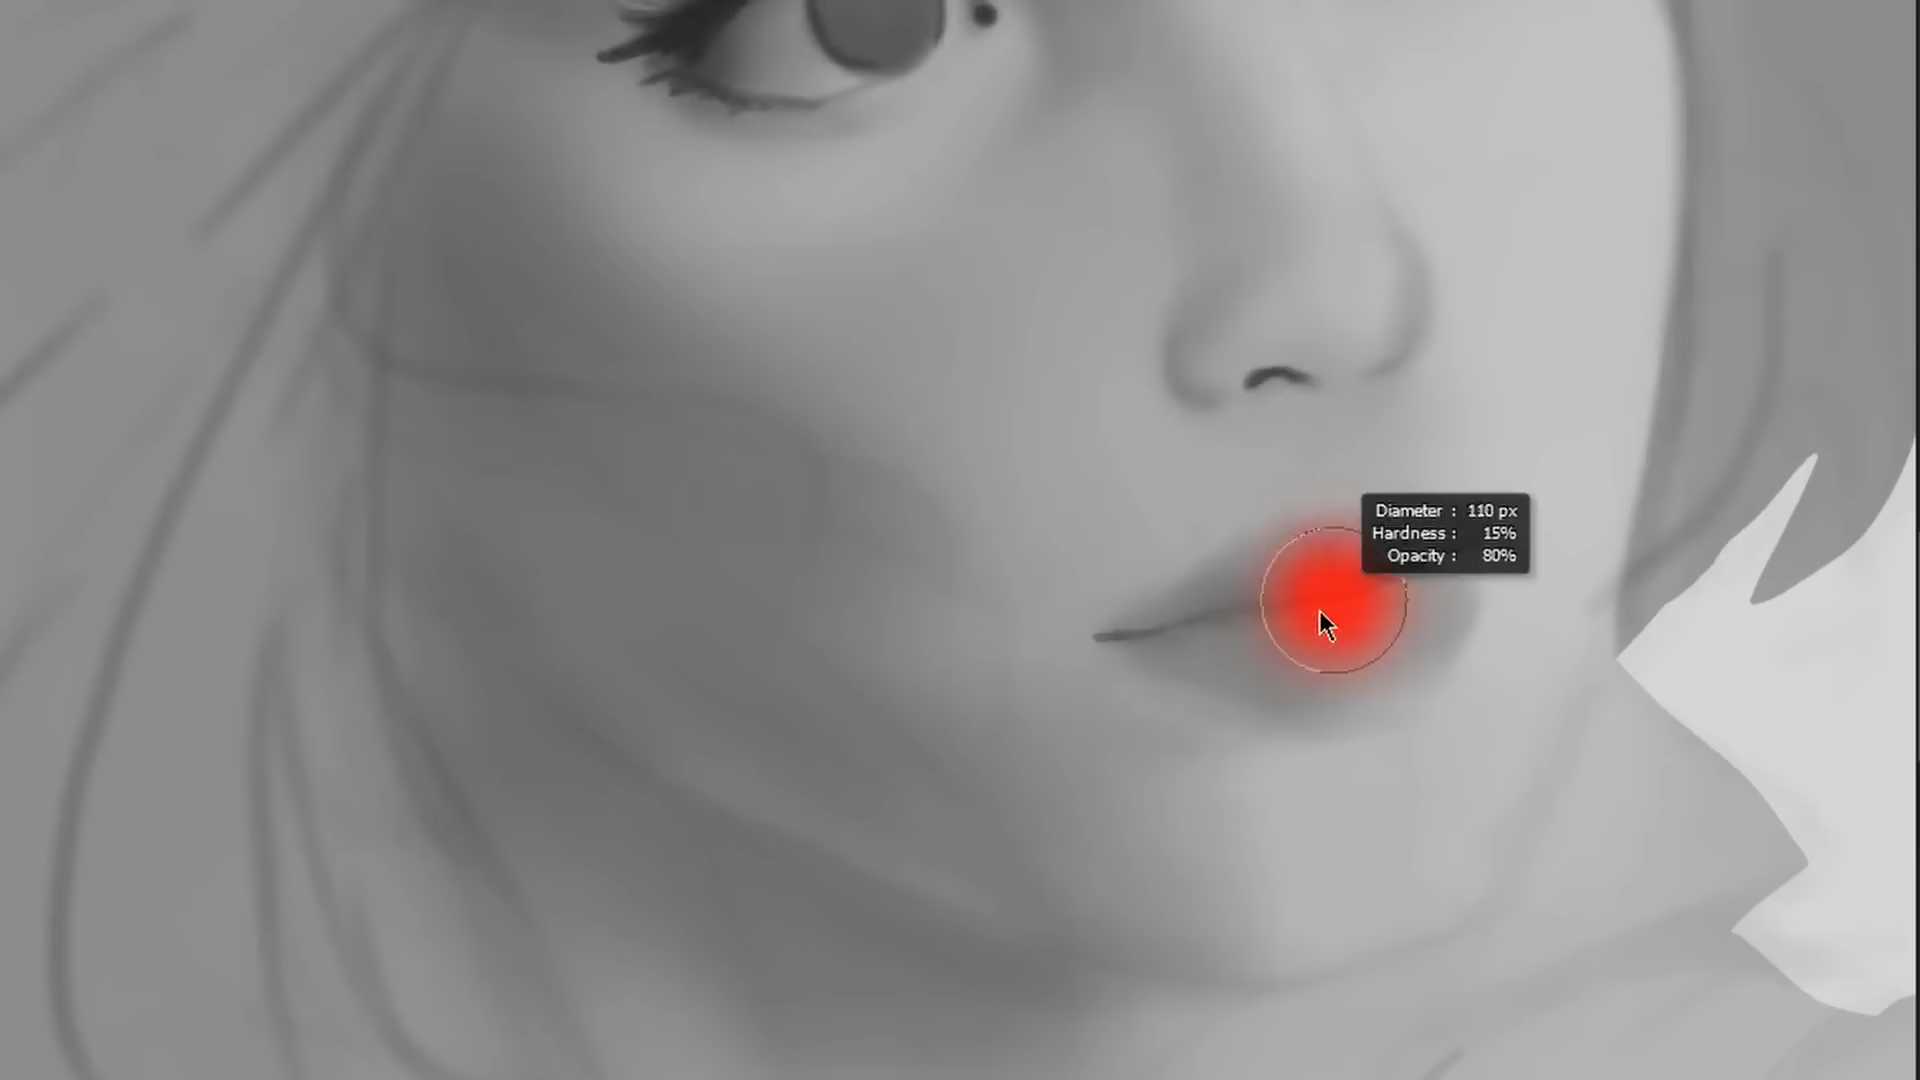 Diameter : 110 px
Hardness : 15%
Opacity : 80%